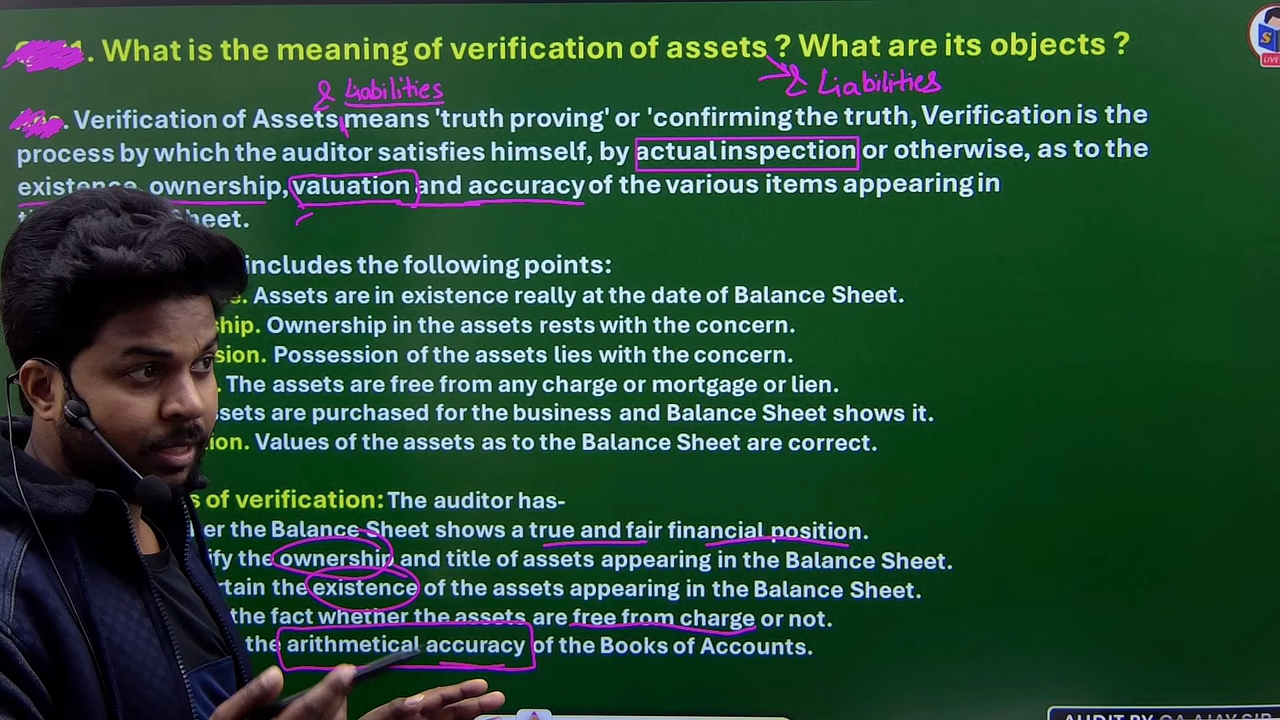 . What is the meaning of verification of assets ? What are its objects ?
& Liabilities
& Liabilities
. Verification of Assets means 'truth proving' or 'confirming the truth, Verification is the
process by which the auditor satisfies himself, by actual inspection or otherwise, as to the
existence, ownership, valuation and accuracy of the various items appearing in
heet.
includes the following points:
e. Assets are in existence really at the date of Balance Sheet.
ship. Ownership in the assets rests with the concern.
sion. Possession of the assets lies with the concern.
. The assets are free from any charge or mortgage or lien.
ssets are purchased for the business and Balance Sheet shows it.
ion. Values of the assets as to the Balance Sheet are correct.
s of verification: The auditor has-
er the Balance Sheet shows a true and fair financial position.
ify the ownership and title of assets appearing in the Balance Sheet.
tain the existence of the assets appearing in the Balance Sheet.
the fact whether the assets are free from charge or not.
the arithmetical accuracy of the Books of Accounts.
S
LIVE
AUDIT BY CA AJAY SIR